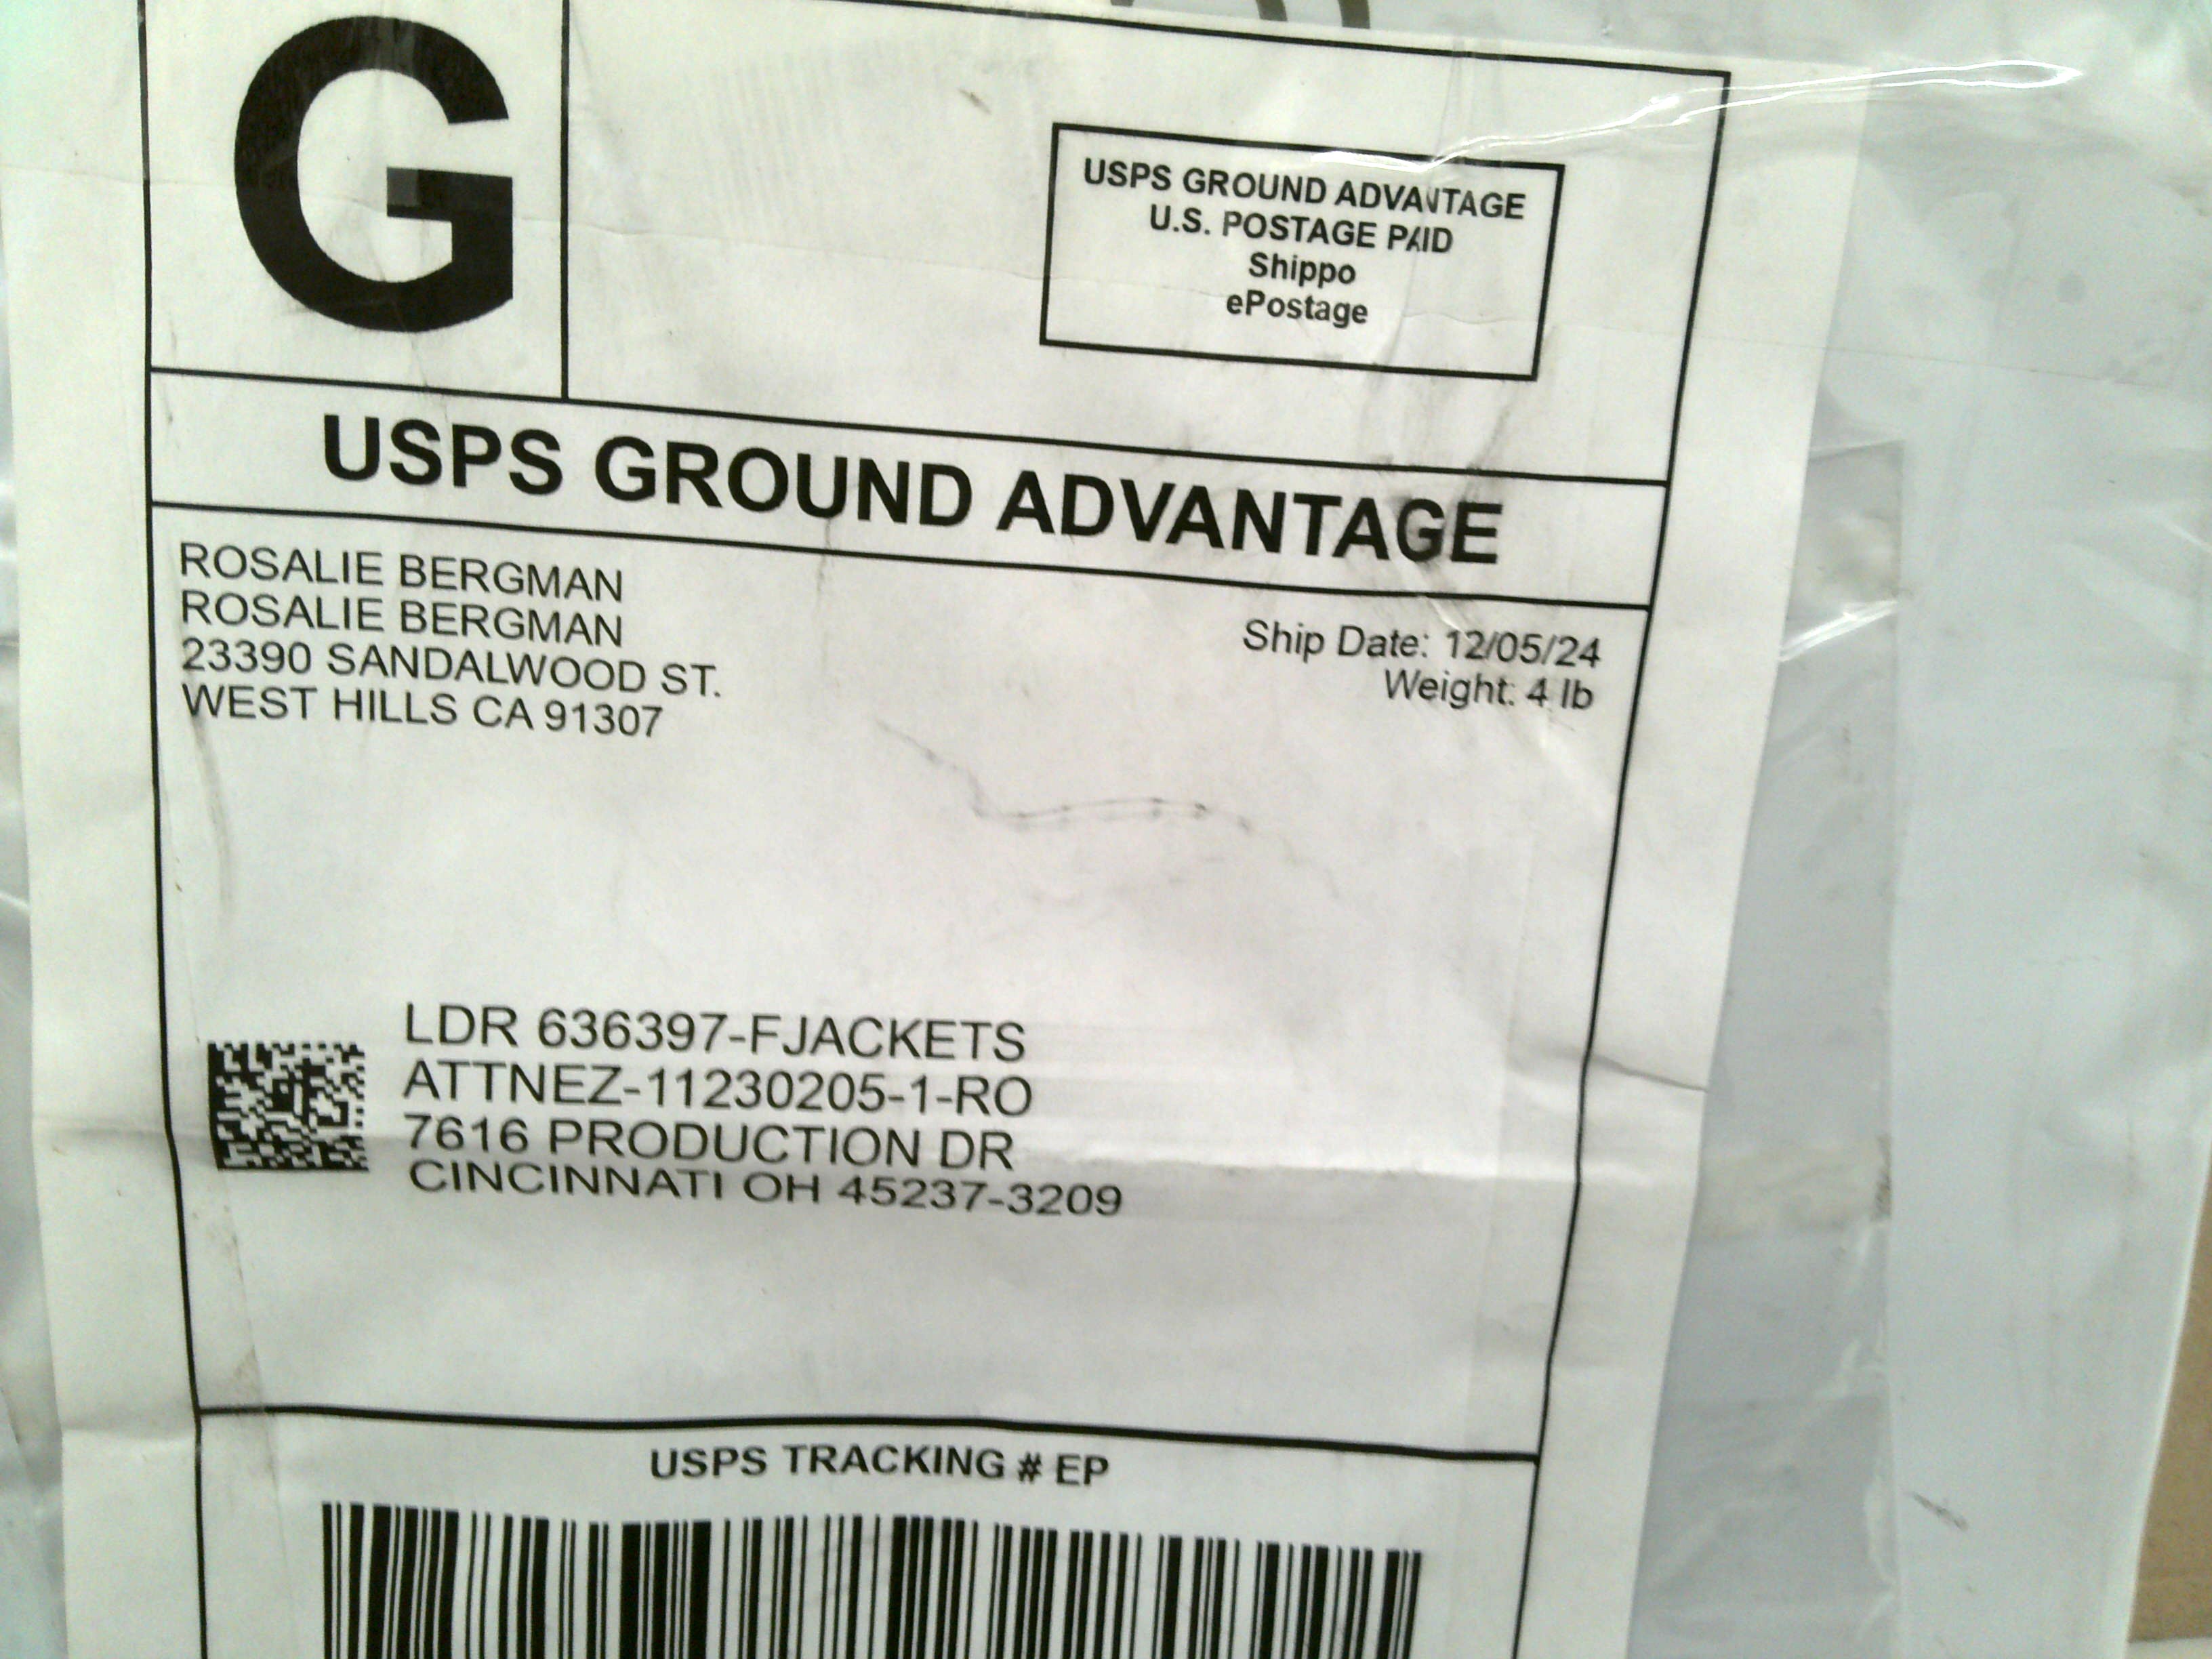 G
USPS GROUND ADVANTAGE
U.S. POSTAGE PAID
Shippo
ePostage
USPS GROUND ADVANTAGE
ROSALIE BERGMAN
ROSALIE BERGMAN
23390 SANDALWOOD ST.
WEST HILLS CA 91307
Ship Date: 12/05/24
Weight: 4 lb
LDR 636397-FJACKETS
ATTNEZ-11230205-1-RO
7616 PRODUCTION DR
CINCINNATI OH 45237-3209
USPS TRACKING # EP